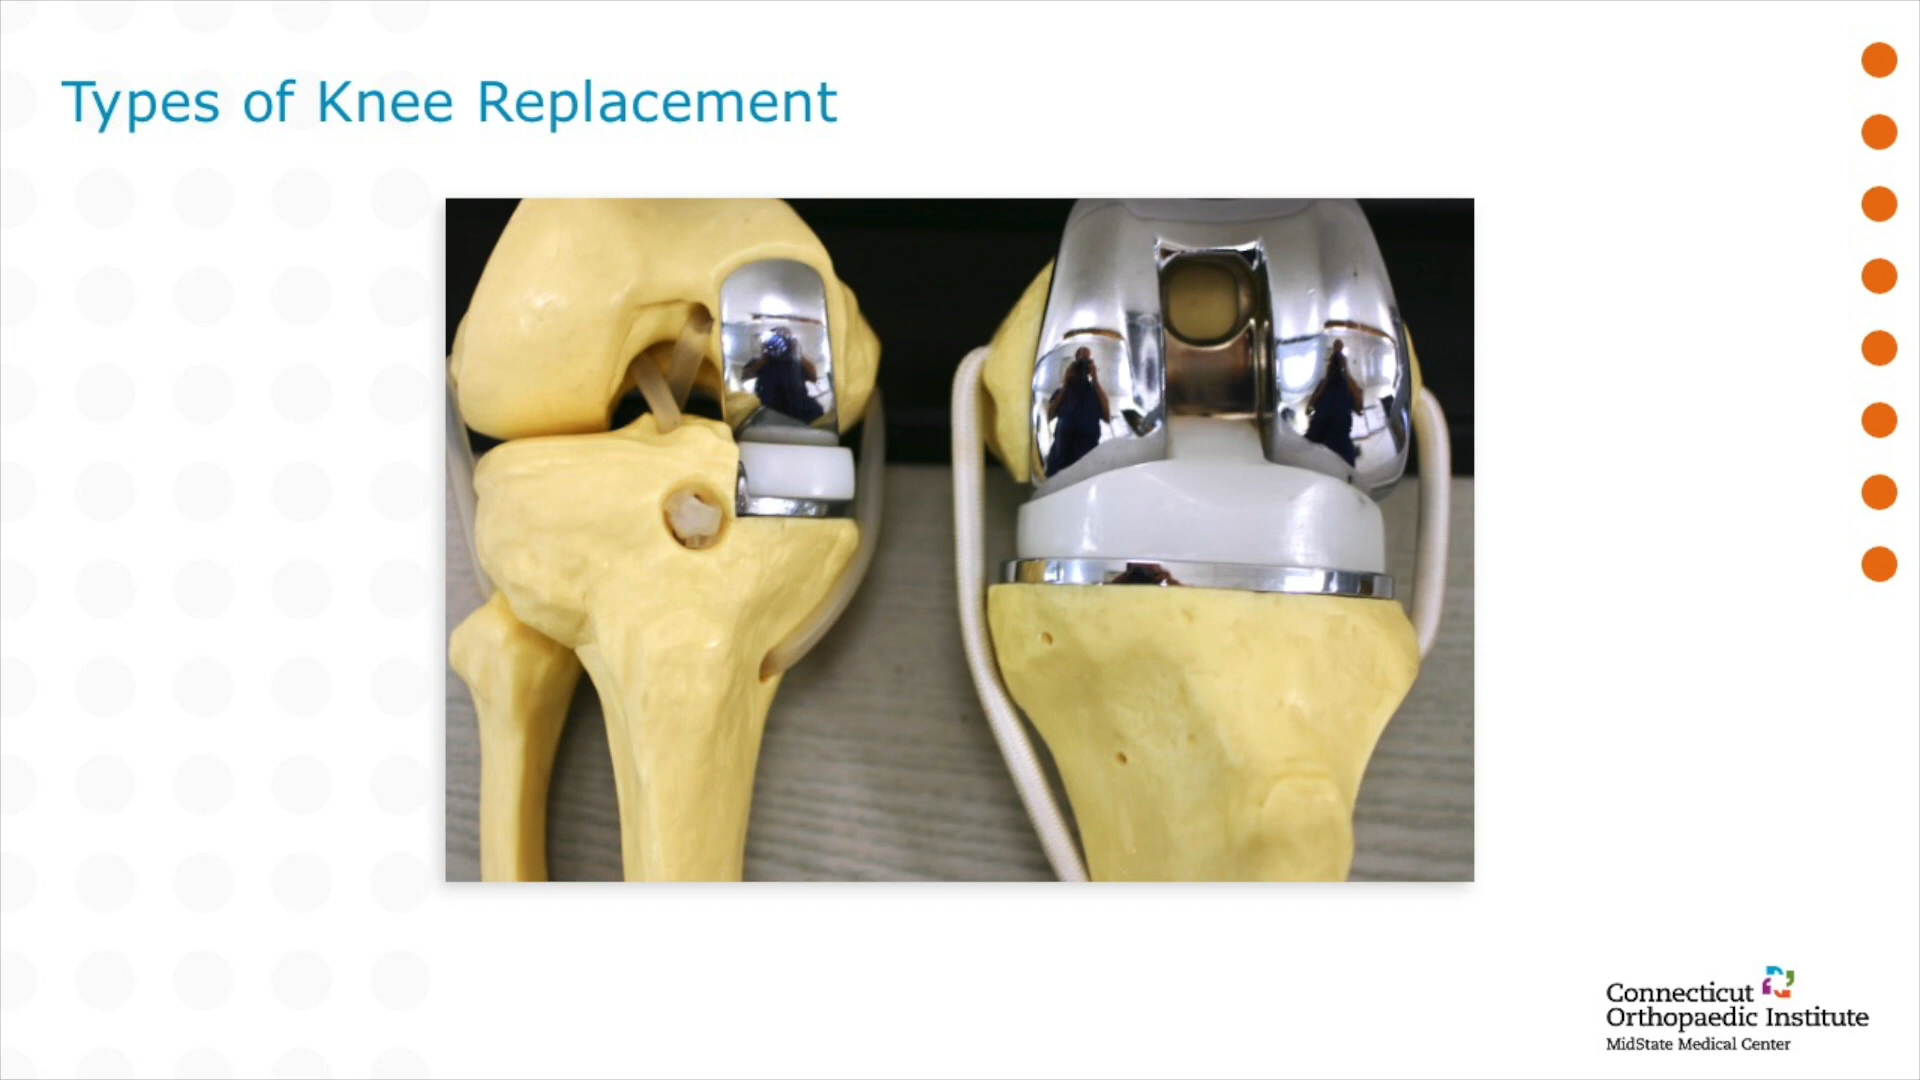 Types of Knee Replacement
Connecticut
Orthopaedic Institute
MidState Medical Center